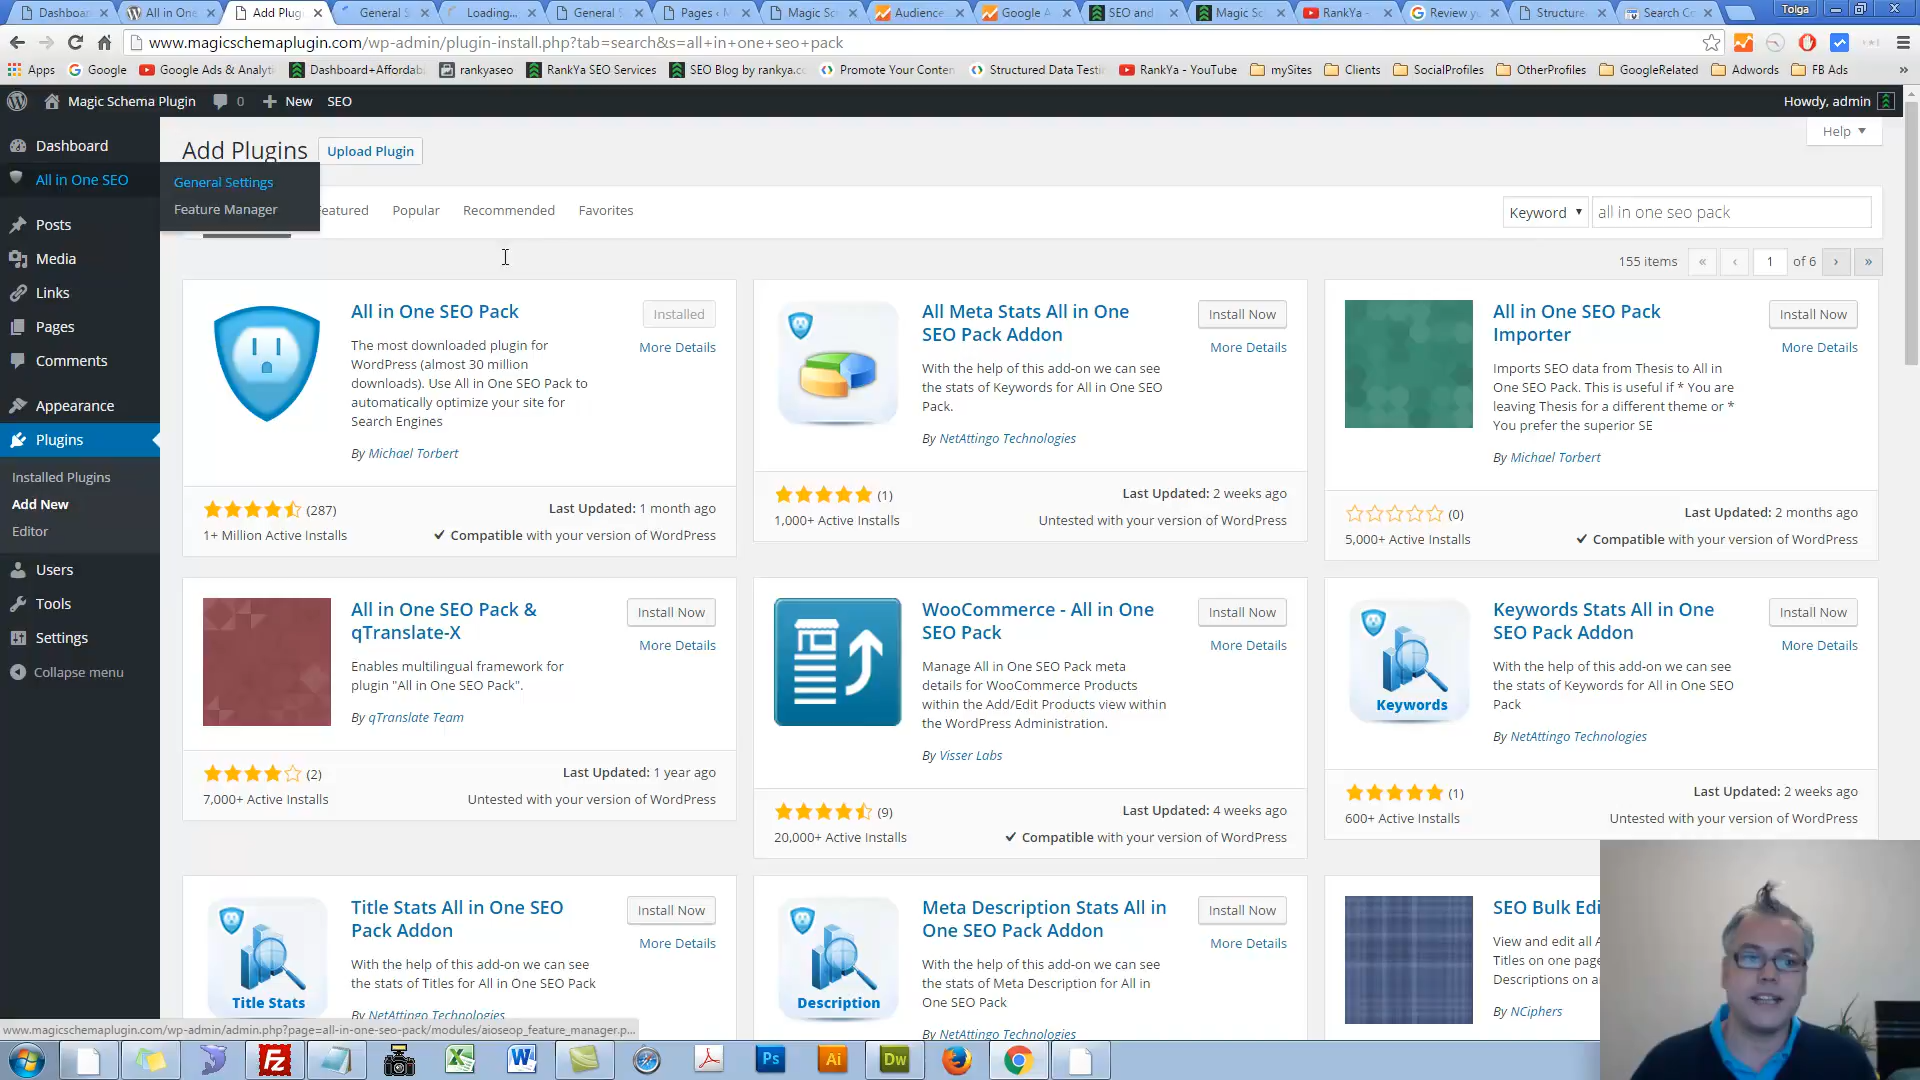 Dashboa
All in One
Add Plug
General S
Loading...
General
Pages ‹ M
Magic Sc
Audience
Google A
SEO and
Magic Sc
RankYa -
Review y
Structure
Search Co
Tolga
www.magicschemaplugin.com/wp-admin/plugin-install.php?tab=search&s=all+in+one+seo+pack
Apps
Google
Google Ads & Analyti
Dashboard+Affordab
rankyaseo
RankYa SEO Services
SEO Blog by rankya.co
Promote Your Conten
Structured Data Testi
RankYa - YouTube
mySites
Clients
SocialProfiles
OtherProfiles
GoogleRelated
Adwords
FB Ads
»
Magic Schema Plugin
0
New
SEO
Howdy, admin
Help
Dashboard
All in One SEO
General Settings
Feature Manager
Posts
Media
Links
Pages
Comments
Appearance
Plugins
Installed Plugins
Add New
Editor
Users
Tools
Settings
Collapse menu
Add Plugins
Upload Plugin
eatured
Popular
Recommended
Favorites
Keyword
all in one seo pack
155 items
«
‹
1
of 6
›
»
All in One SEO Pack
Installed
More Details
The most downloaded plugin for
WordPress (almost 30 million
downloads). Use All in One SEO Pack to
automatically optimize your site for
Search Engines
By Michael Torbert
(287)
1+ Million Active Installs
Last Updated: 1 month ago
Compatible with your version of WordPress
All Meta Stats All in One
SEO Pack Addon
Install Now
More Details
With the help of this add-on we can see
the stats of Keywords for All in One SEO
Pack.
By NetAttingo Technologies
(1)
1,000+ Active Installs
Last Updated: 2 weeks ago
Untested with your version of WordPress
All in One SEO Pack
Importer
Install Now
More Details
Imports SEO data from Thesis to All in
One SEO Pack. This is useful if * You are
leaving Thesis for a different theme or *
You prefer the superior SE
By Michael Torbert
(0)
5,000+ Active Installs
Last Updated: 2 months ago
Compatible with your version of WordPress
All in One SEO Pack &
qTranslate-X
Install Now
More Details
Enables multilingual framework for
plugin "All in One SEO Pack".
By qTranslate Team
(2)
7,000+ Active Installs
Last Updated: 1 year ago
Untested with your version of WordPress
WooCommerce - All in One
SEO Pack
Install Now
More Details
Manage All in One SEO Pack meta
details for WooCommerce Products
within the Add/Edit Products view within
the WordPress Administration.
By Visser Labs
(9)
20,000+ Active Installs
Last Updated: 4 weeks ago
Compatible with your version of WordPress
Keywords
Keywords Stats All in One
SEO Pack Addon
Install Now
More Details
With the help of this add-on we can see
the stats of Keywords for All in One SEO
Pack
By NetAttingo Technologies
(1)
600+ Active Installs
Last Updated: 2 weeks ago
Untested with your version of WordPress
Title Stats
Title Stats All in One SEO
Pack Addon
Install Now
More Details
With the help of this add-on we can see
the stats of Titles for All in One SEO Pack
By NetAttingo Technologies
Description
Meta Description Stats All in
One SEO Pack Addon
Install Now
More Details
With the help of this add-on we can see
the stats of Meta Description for All in
One SEO Pack
By NetAttingo Technologies
SEO Bulk Edi
View and edit all A
Titles on one page
Descriptions on a
By NCiphers
www.magicschemaplugin.com/wp-admin/admin.php?page=all-in-one-seo-pack/modules/aioseop_feature_manager.p...
Fz
Ps
Ai
Dw